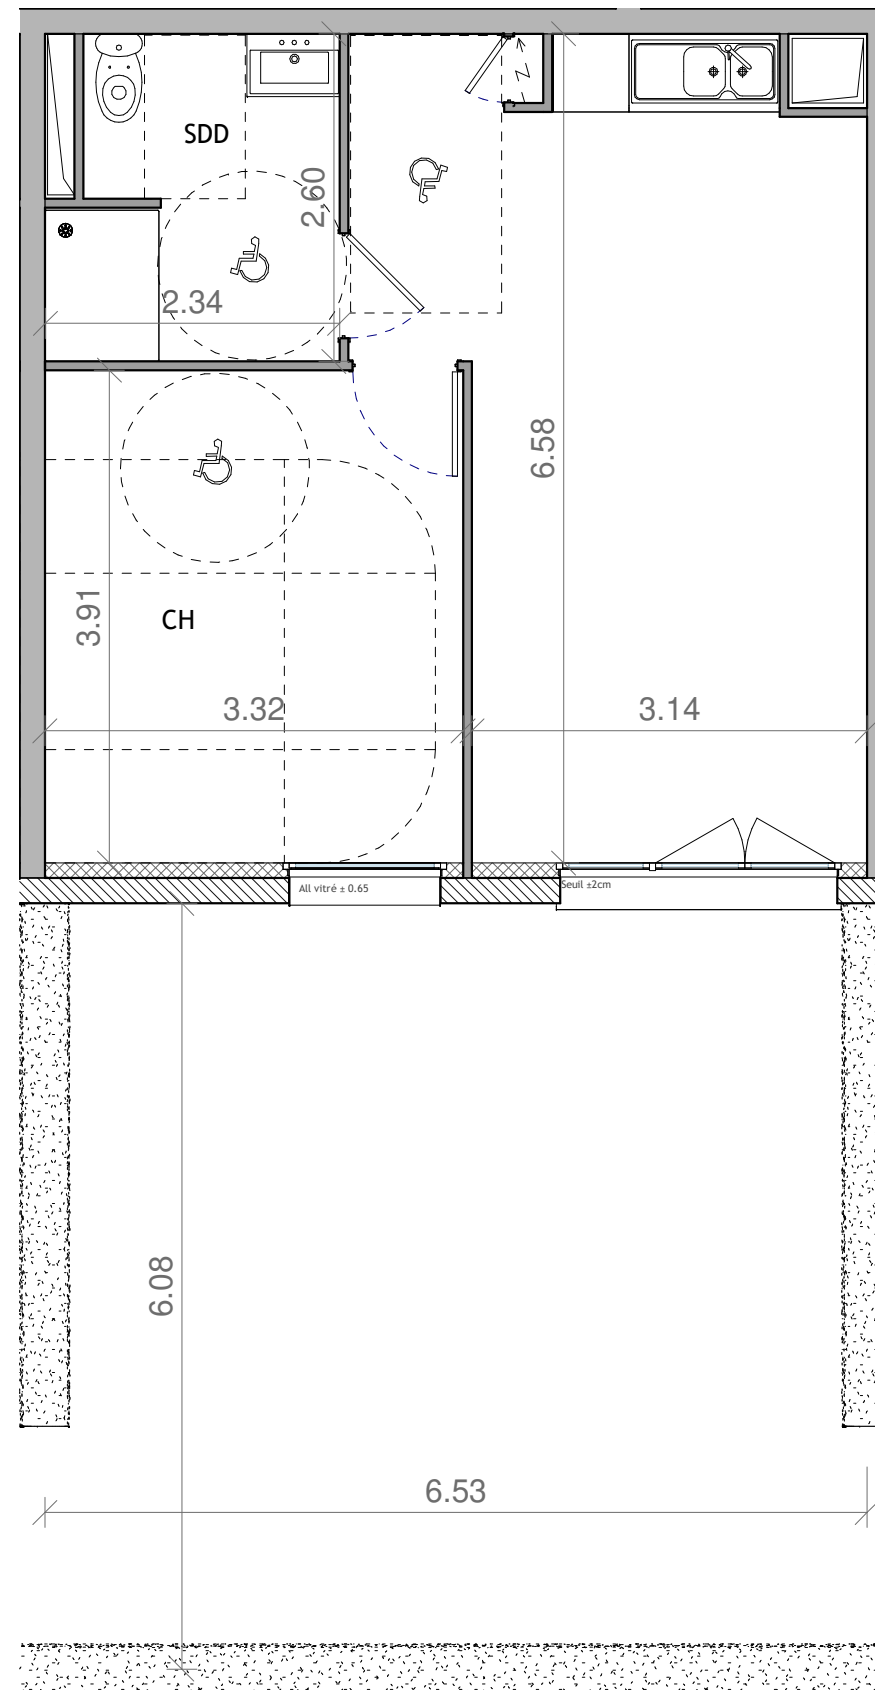 SDD
2.60
2.34
6.58
3.91
CH
3.32
3.14
All vitré ± 0.65
Seuil ±2cm
6.08
6.53